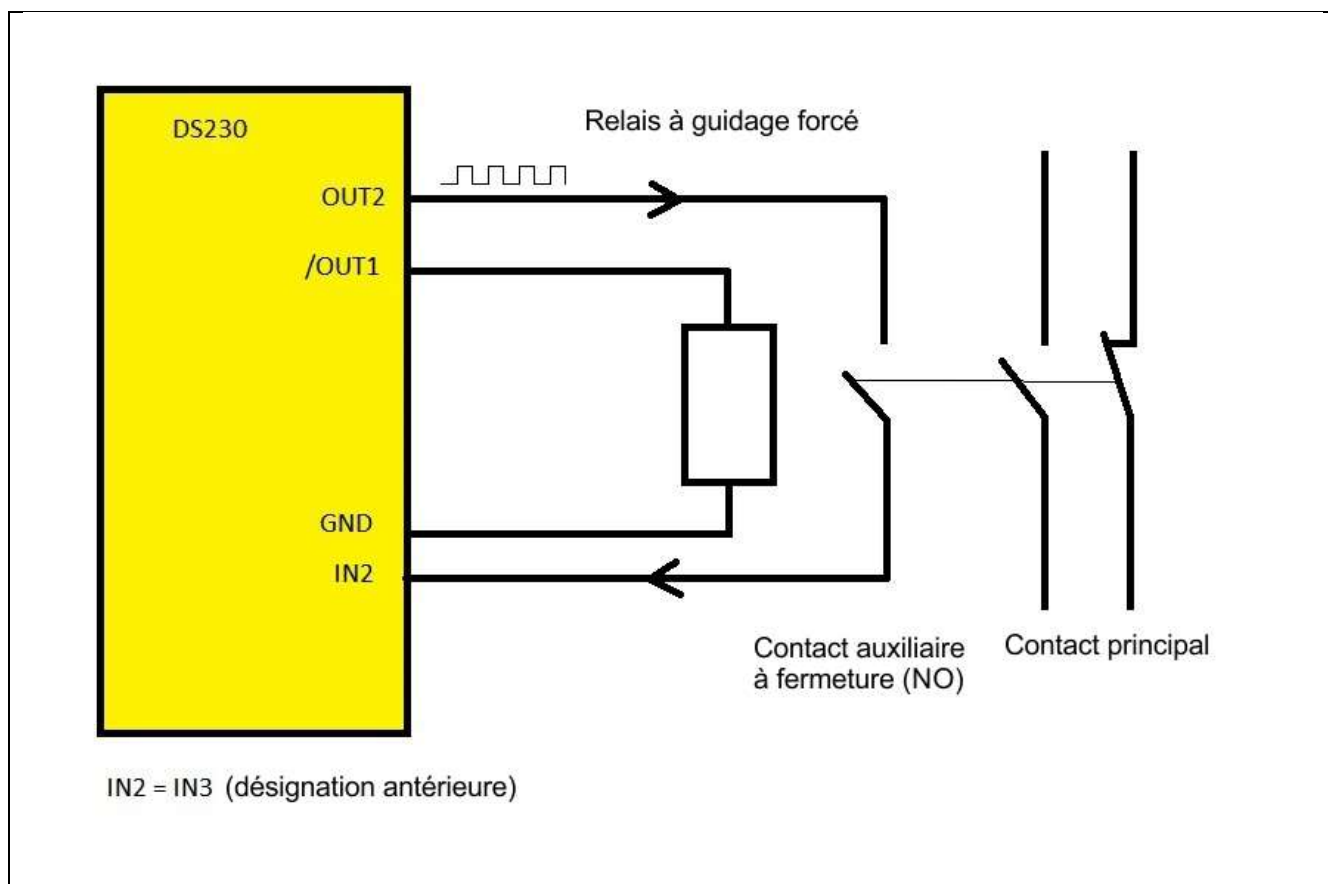 DS230
Relais à guidage forcé
OUT2
/OUT1
GND
IN2
Contact auxiliaire
à fermeture (NO)
Contact principal
IN2 = IN3 (désignation antérieure)